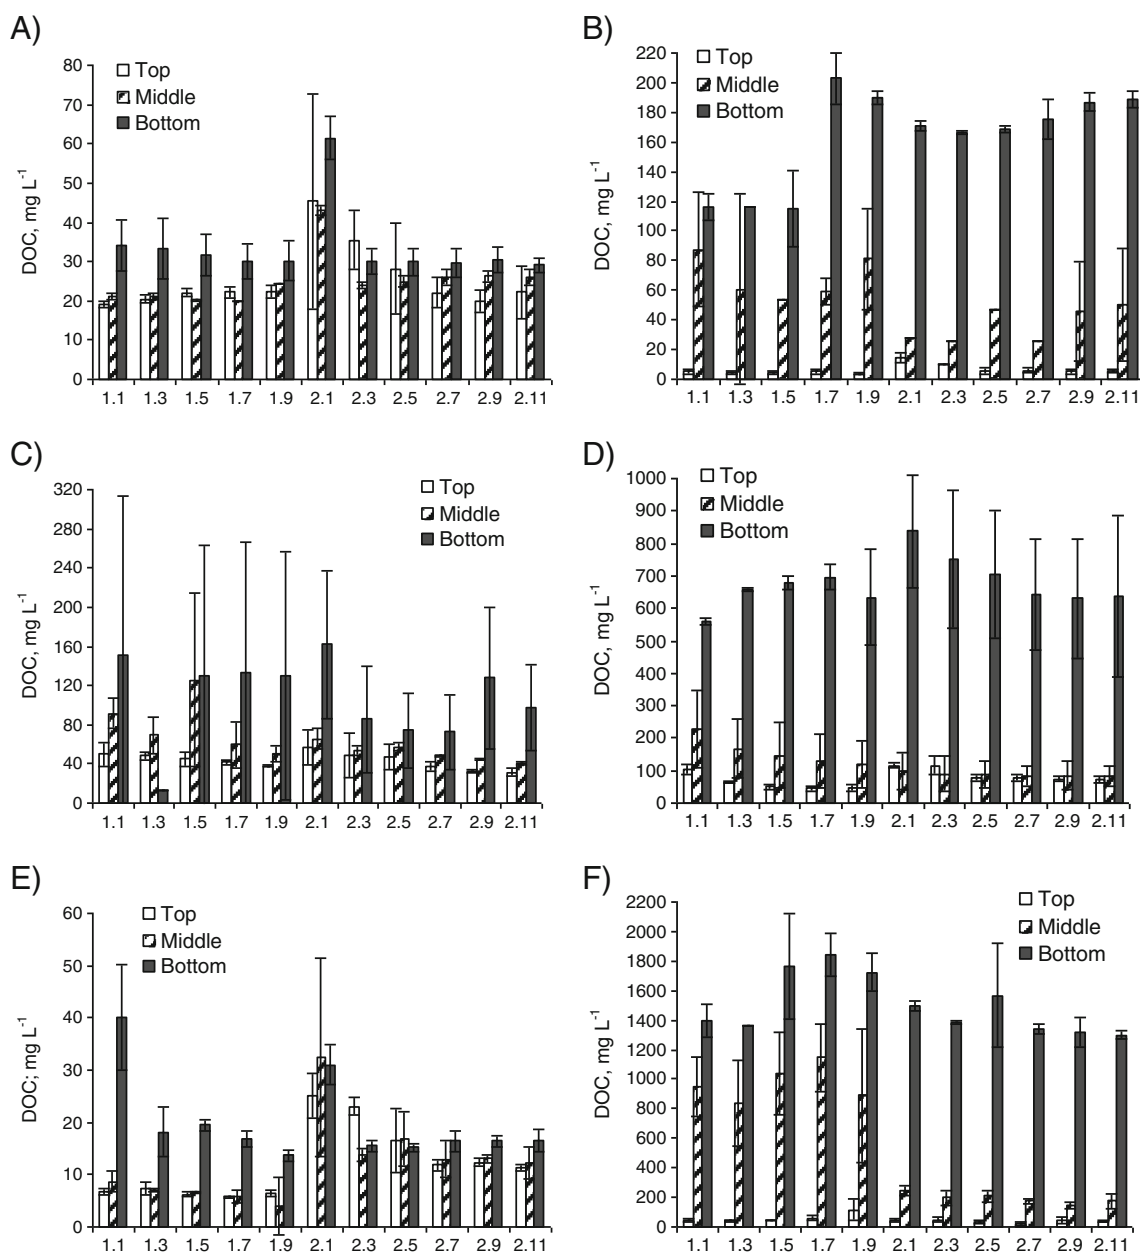 A)
DOC, mg L-1
80
70
60
50
40
30
20
10
0
Top
Middle
Bottom
1.1 1.3 1.5 1.7 1.9 2.1 2.3 2.5 2.7 2.9 2.11
B)
DOC, mg L-1
220
200
180
160
140
120
100
80
60
40
20
0
Top
Middle
Bottom
1.1 1.3 1.5 1.7 1.9 2.1 2.3 2.5 2.7 2.9 2.11
C)
DOC, mg L-1
320
280
240
200
160
120
80
40
0
Top
Middle
Bottom
1.1 1.3 1.5 1.7 1.9 2.1 2.3 2.5 2.7 2.9 2.11
D)
DOC, mg L-1
1000
900
800
700
600
500
400
300
200
100
0
Top
Middle
Bottom
1.1 1.3 1.5 1.7 1.9 2.1 2.3 2.5 2.7 2.9 2.11
E)
DOC; mg L-1
60
50
40
30
20
10
0
Top
Middle
Bottom
1.1 1.3 1.5 1.7 1.9 2.1 2.3 2.5 2.7 2.9 2.11
F)
DOC, mg L-1
2200
2000
1800
1600
1400
1200
1000
800
600
400
200
0
Top
Middle
Bottom
1.1 1.3 1.5 1.7 1.9 2.1 2.3 2.5 2.7 2.9 2.11